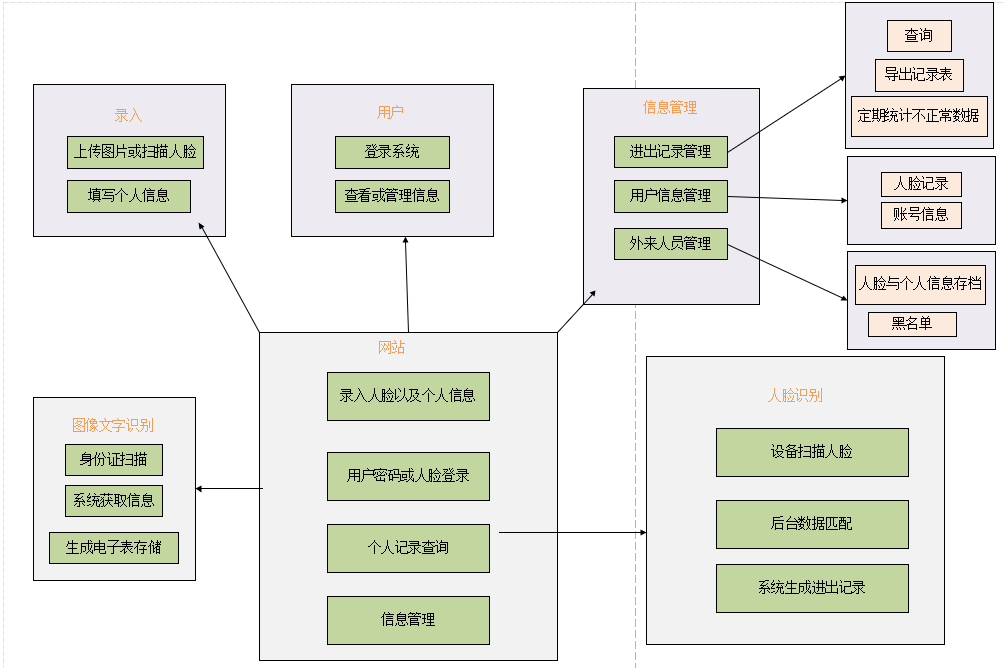 录入
上传图片或扫描人脸
填写个人信息
用户
登录系统
查看或管理信息
信息管理
进出记录管理
用户信息管理
外来人员管理
查询
导出记录表
定期统计不正常数据
人脸记录
账号信息
人脸与个人信息存档
黑名单
网站
录入人脸以及个人信息
用户密码或人脸登录
个人记录查询
信息管理
图像文字识别
身份证扫描
系统获取信息
生成电子表存储
人脸识别
设备扫描人脸
后台数据匹配
系统生成进出记录